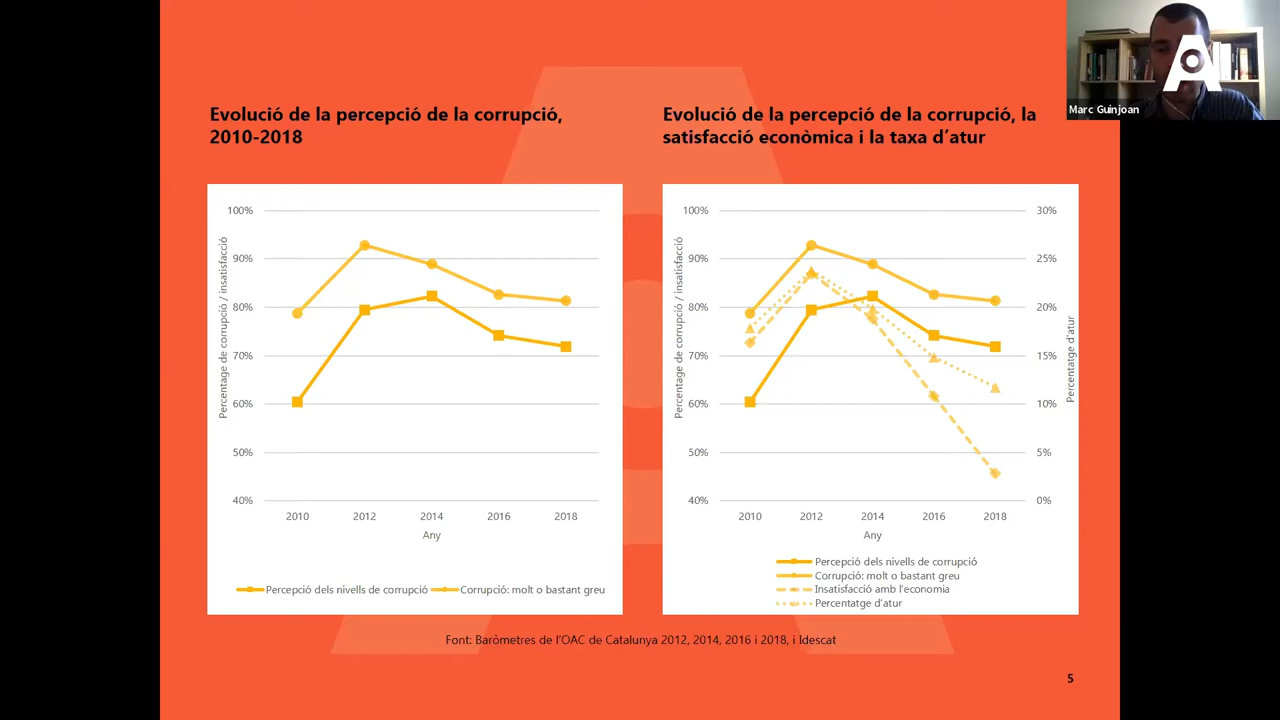 Marc Guinjoan
Evolució de la percepció de la corrupció,
2010-2018
Evolució de la percepció de la corrupció, la
satisfacció econòmica i la taxa d'atur
100%
90%
80%
70%
60%
50%
40%
Percentage de corrupció / insatisfacció
2010 2012 2014 2016 2018
Any
Percepció dels nivells de corrupció Corrupció: molt o bastant greu
100%
90%
80%
70%
60%
50%
40%
Percentage de corrupció / insatisfacció
30%
25%
20%
15%
10%
5%
0%
Percentatge d'atur
2010 2012 2014 2016 2018
Any
Percepció dels nivells de corrupció
Corrupció: molt o bastant greu
Insatisfacció amb l'economia
Percentatge d'atur
Font: Baròmetres de l'OAC de Catalunya 2012, 2014, 2016 i 2018, i Idescat
5